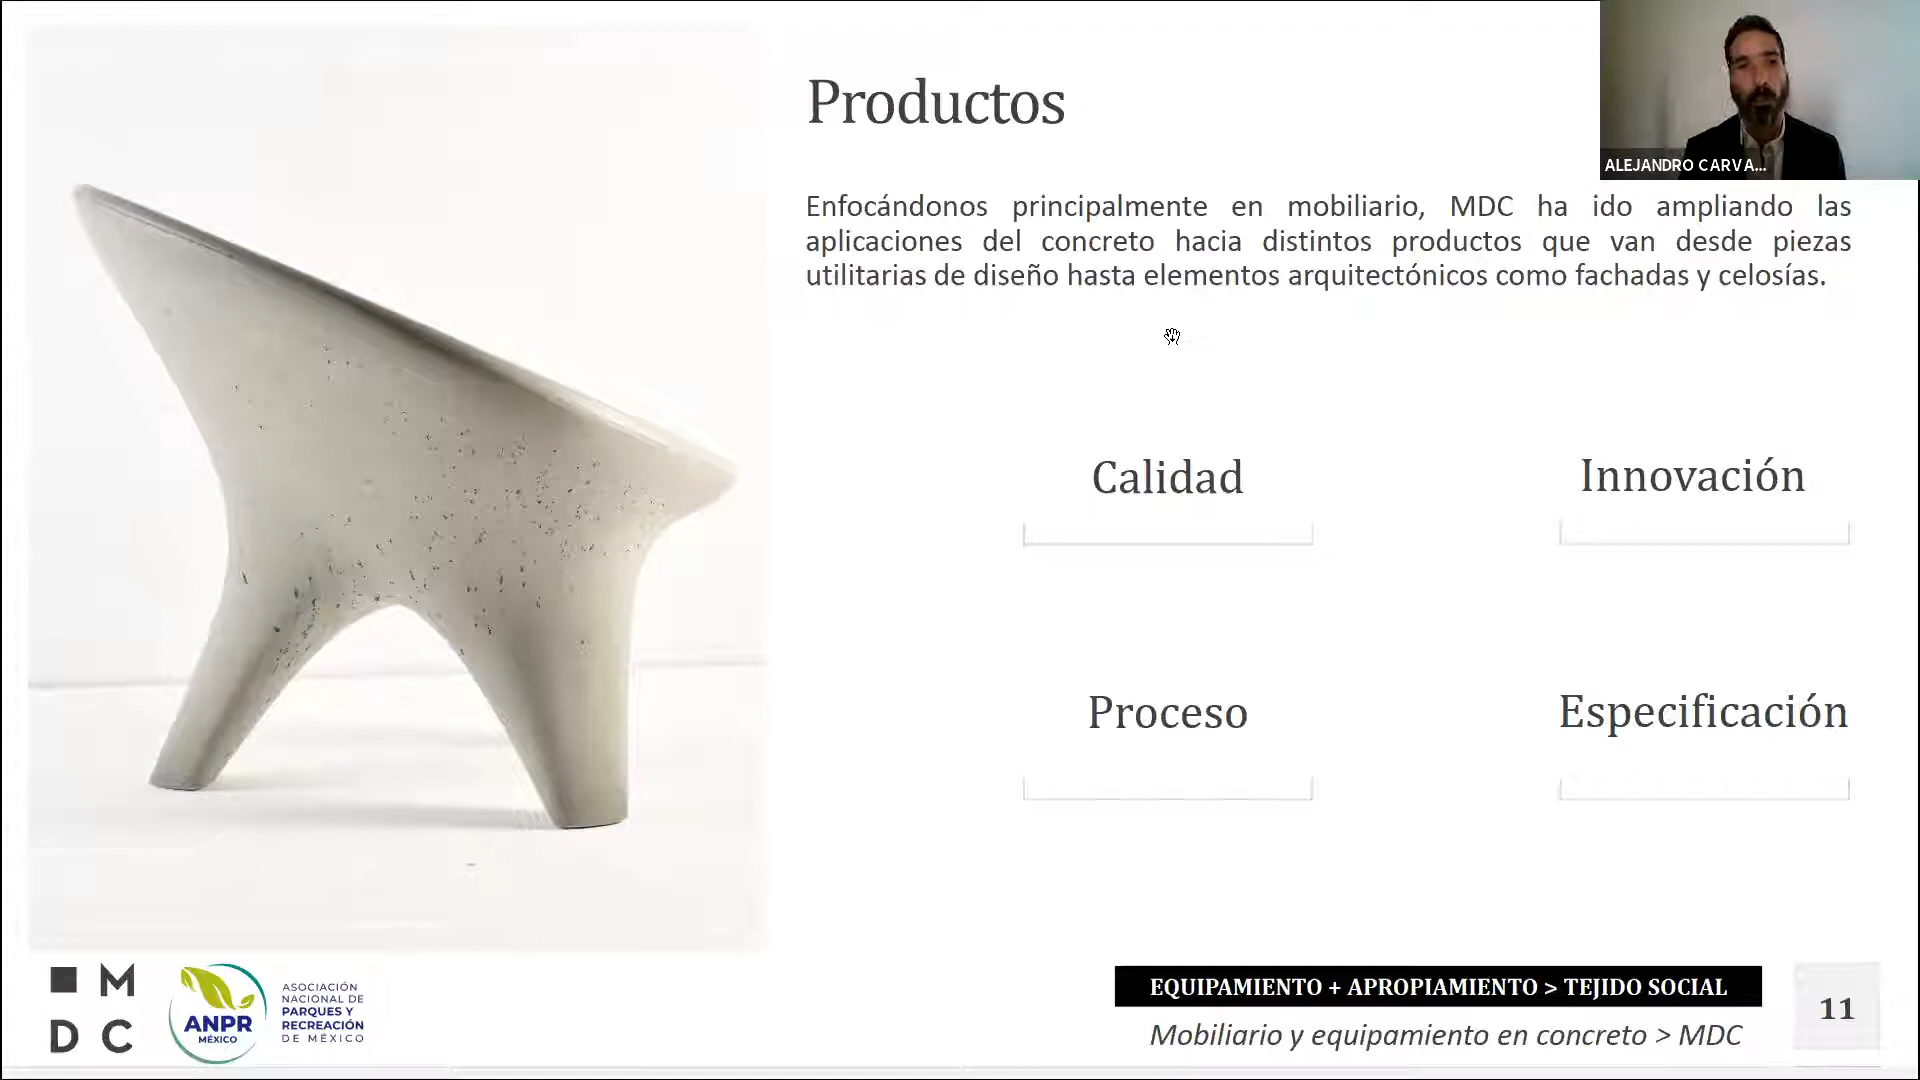 Productos
ALEJANDRO CARVA...
Enfocándonos principalmente en mobiliario, MDC ha ido ampliando las
aplicaciones del concreto hacia distintos productos que van desde piezas
utilitarias de diseño hasta elementos arquitectónicos como fachadas y celosías.
Calidad
Innovación
Proceso
Especificación
M
D C
ANPR
MÉXICO
ASOCIACIÓN
NACIONAL DE
PARQUES Y
RECREACIÓN
DE MÉXICO
EQUIPAMIENTO + APROPIAMIENTO > TEJIDO SOCIAL
Mobiliario y equipamiento en concreto > MDC
11